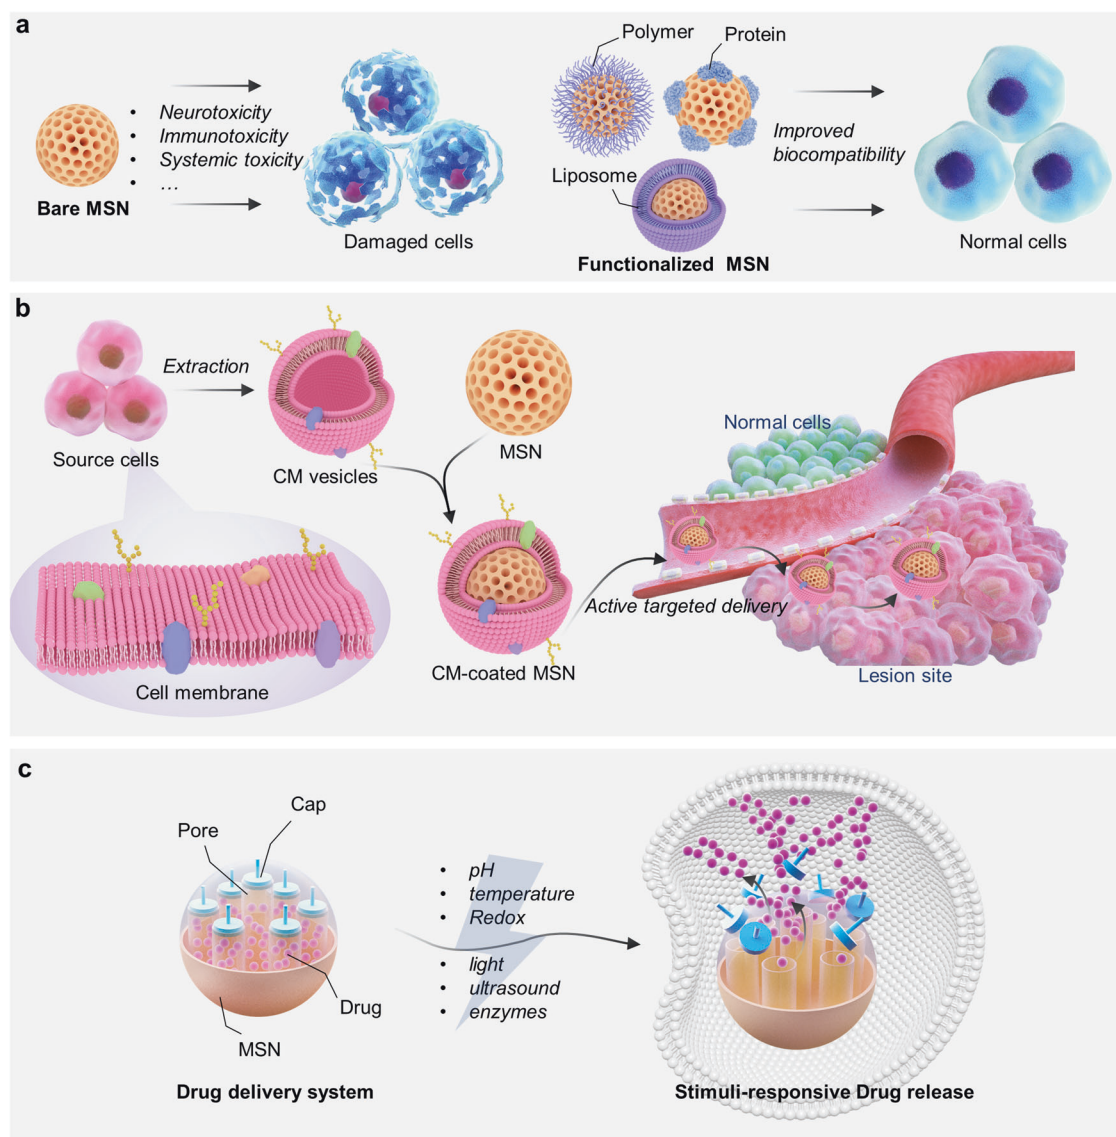 a
Polymer
Protein
• Neurotoxicity
• Immunotoxicity
• Systemic toxicity
• ...
Bare MSN
Damaged cells
Liposome
Improved
biocompatibility
Functionalized MSN
Normal cells
b
Extraction
Source cells
CM vesicles
MSN
Normal cells
Cell membrane
CM-coated MSN
Active targeted delivery
Lesion site
c
Cap
Pore
Drug
MSN
Drug delivery system
• pH
• temperature
• Redox
• light
• ultrasound
• enzymes
Stimuli-responsive Drug release